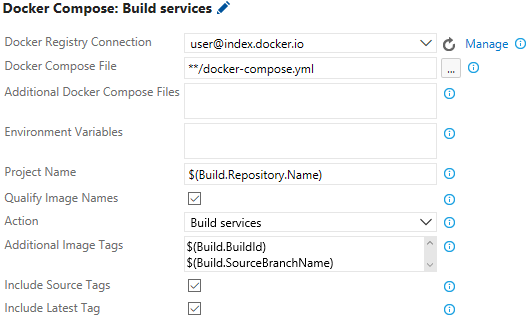 Docker Compose: Build services
Docker Registry Connection user@index.docker.io Manage
Docker Compose File **/docker-compose.yml ...
Additional Docker Compose Files
Environment Variables
Project Name $(Build.Repository.Name)
Qualify Image Names
Action Build services
Additional Image Tags $(Build.BuildId)
$(Build.SourceBranchName)
Include Source Tags
Include Latest Tag